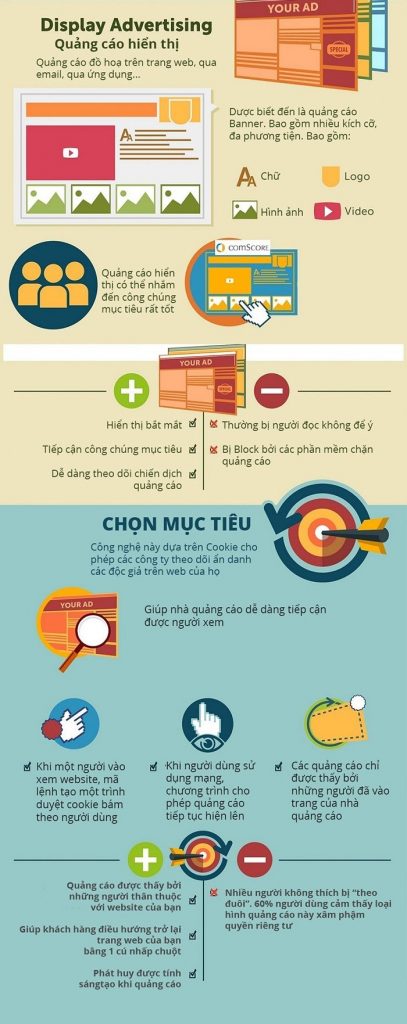 Display Advertising
Quảng cáo hiển thị
Quảng cáo đồ hoạ trên trang web, qua
email, qua ứng dụng...
YOUR AD
SPECIAL
Dược biết đến là quảng cáo
Banner. Bao gồm nhiều kích cỡ,
đa phương tiện. Bao gồm:
AA
AA Chữ
Logo
Hình ảnh
Video
Quảng cáo hiển
thị có thể nhắm
đến công chúng
mục tiêu rất tốt
comScore
YOUR AD
SPECIAL
Hiển thị bắt mắt
TIếp cận công chúng mục tiêu
Dễ dàng theo dõi chiến dịch
quảng cáo
Thường bị người đọc không để ý
Bị Block bởi các phần mềm chặn
quảng cáo
CHỌN MỤC TIÊU
Công nghệ này dựa trên Cookie cho
phép các công ty theo dõi ẩn danh
các độc giả trên web của họ
YOUR AD
Giúp nhà quảng cáo dễ dàng tiếp cận
được người xem
Khi một người vào
xem website, mã
lệnh tạo một trình
duyệt cookie bám
theo người dùng
Khi người dùng sử
dụng mạng,
chương trình cho
phép quảng cáo
tiếp tục hiện lên
Các quảng cáo chỉ
được thấy bởi
những người đã vào
trang của nhà
quảng cáo
Quảng cáo được thấy bởi
những người thân thuộc
với website của bạn
Giúp khách hàng điều hướng trở lại
trang web của bạn
bằng 1 cú nhấp chuột
Phát huy được tính
sángtạo khi quảng cáo
Nhiều người không thích bị "theo
đuôi". 60% người dùng cảm thấy loại
hình quảng cáo này xâm phạm
quyền riêng tư